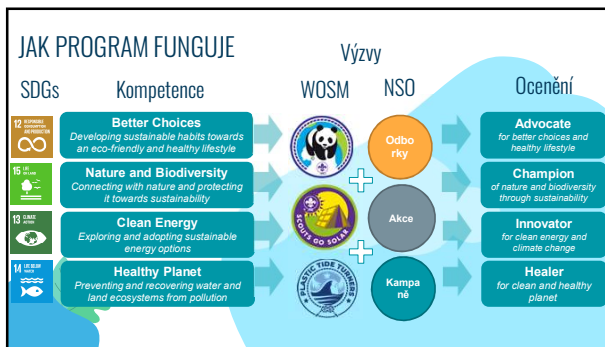 JAK PROGRAM FUNGUJE
Výzvy
SDGs
Kompetence
WOSM
NSO
Ocenění
12 RESPONSIBLE CONSUMPTION AND PRODUCTION
Better Choices
Developing sustainable habits towards
an eco-friendly and healthy lifestyle
Odbo
rky
Advocate
for better choices and
healthy lifestyle
15 LIFE ON LAND
Nature and Biodiversity
Connecting with nature and protecting
it towards sustainability
SCOUTS GO SOLAR
Akce
Champion
of nature and biodiversity
through sustainability
13 CLIMATE ACTION
Clean Energy
Exploring and adopting sustainable
energy options
Innovator
for clean energy and
climate change
14 LIFE BELOW WATER
Healthy Planet
Preventing and recovering water and
land ecosystems from pollution
PLASTIC TIDE TURNERS
Kampa
ně
Healer
for clean and healthy
planet